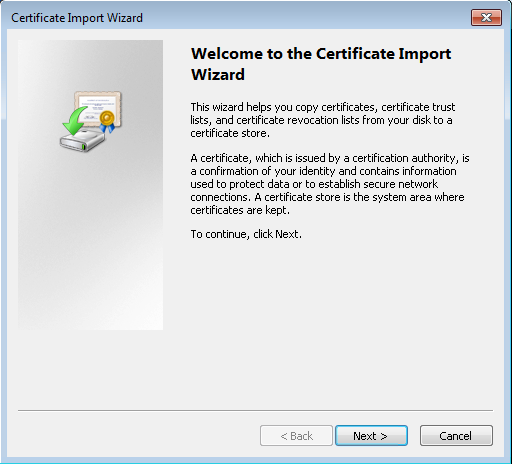 Certificate Import Wizard
Welcome to the Certificate Import
Wizard
This wizard helps you copy certificates, certificate trust
lists, and certificate revocation lists from your disk to a
certificate store.
A certificate, which is issued by a certification authority, is
a confirmation of your identity and contains information
used to protect data or to establish secure network
connections. A certificate store is the system area where
certificates are kept.
To continue, click Next.
< Back
Next >
Cancel